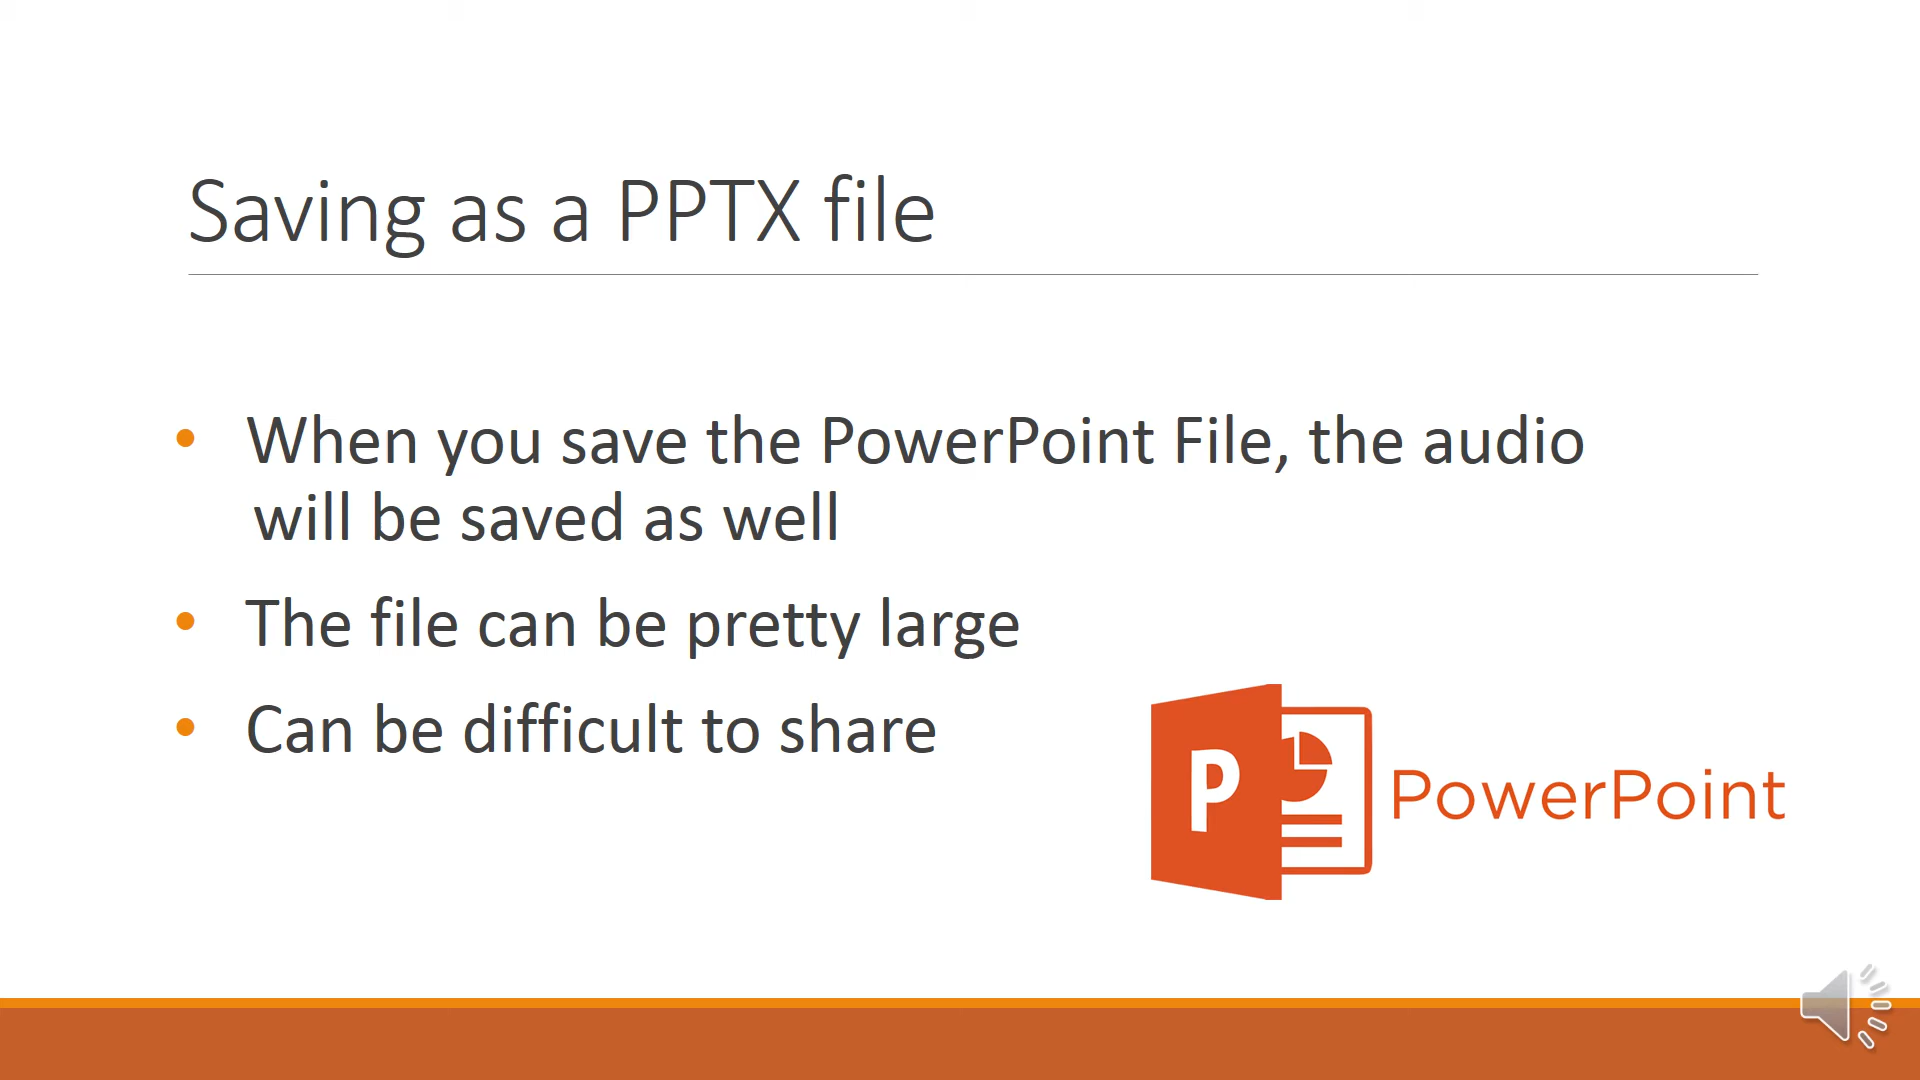 Saving as a PPTX file
• When you save the PowerPoint File, the audio
will be saved as well
• The file can be pretty large
• Can be difficult to share
P PowerPoint